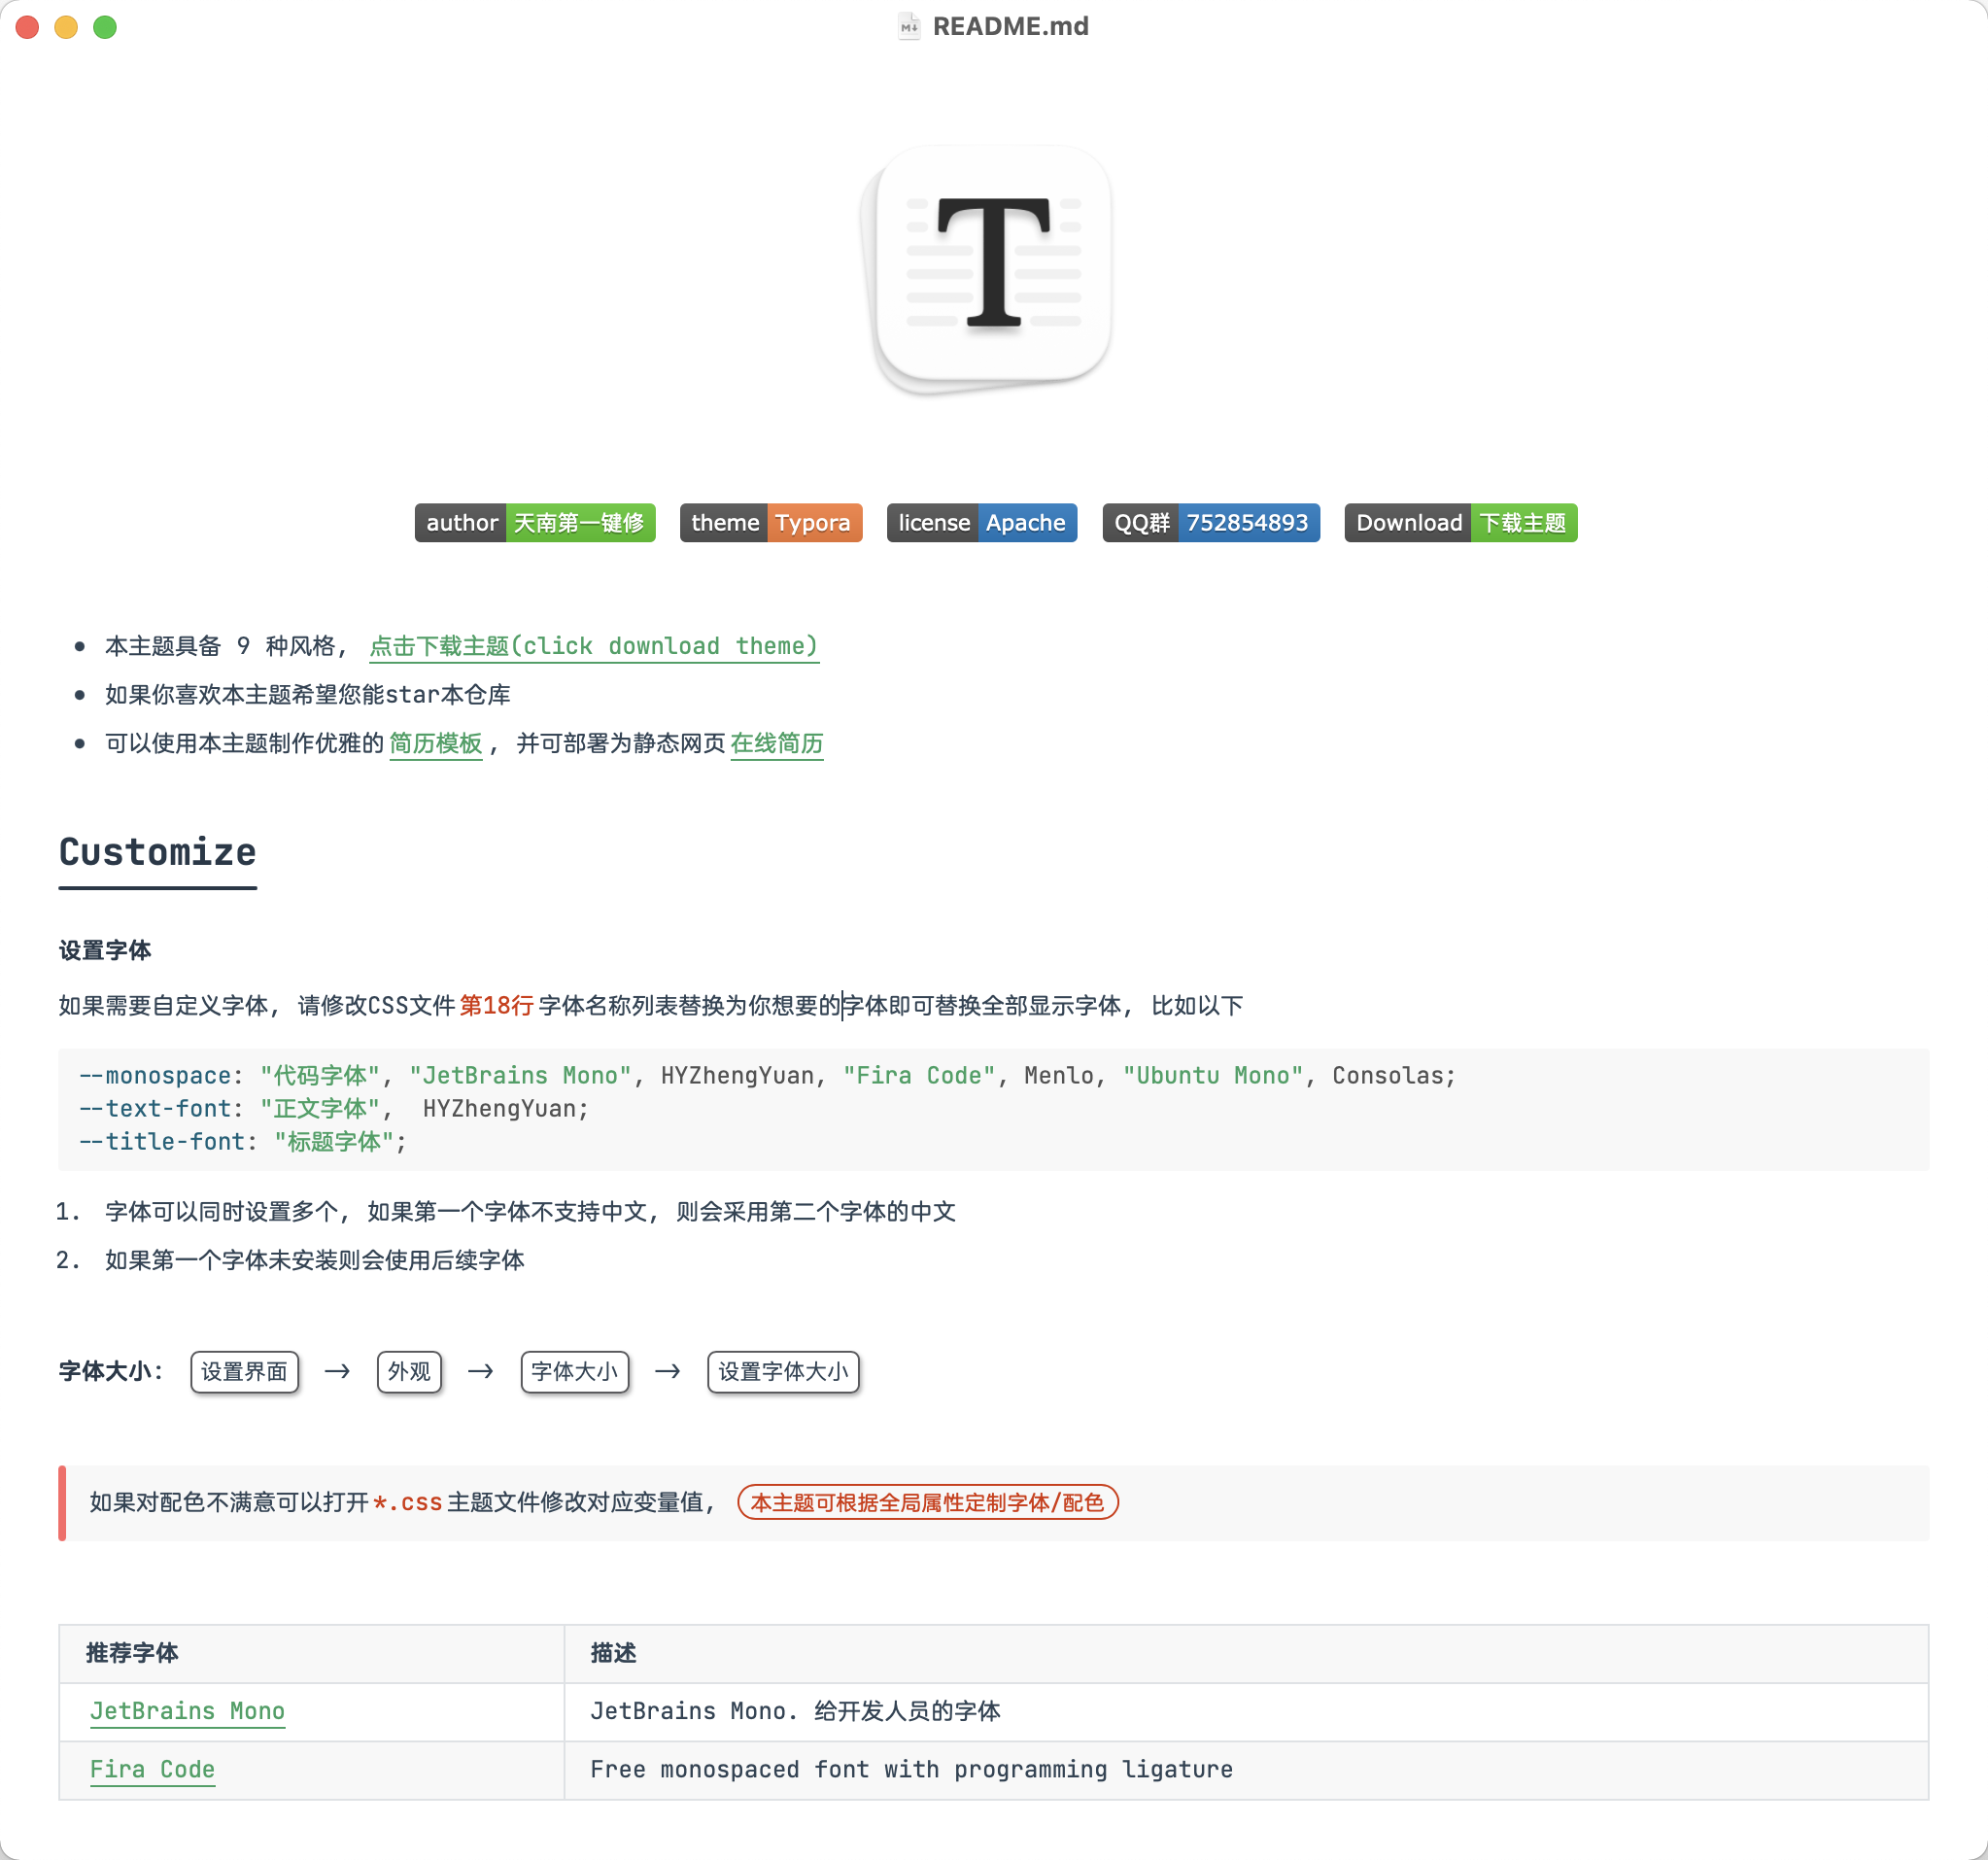 README.md
T
author 天南第一键修 theme Typora license Apache QQ群 752854893 Download 下载主题
• 本主题具备 9 种风格, 点击下载主题(click download theme)
• 如果你喜欢本主题希望您能star本仓库
• 可以使用本主题制作优雅的简历模板, 并可部署为静态网页在线简历
Customize
设置字体
如果需要自定义字体, 请修改CSS文件第18行字体名称列表替换为你想要的字体即可替换全部显示字体, 比如以下
--monospace: "代码字体", "JetBrains Mono", HYZhengYuan, "Fira Code", Menlo, "Ubuntu Mono", Consolas;
--text-font: "正文字体",  HYZhengYuan;
--title-font: "标题字体";
1. 字体可以同时设置多个, 如果第一个字体不支持中文, 则会采用第二个字体的中文
2. 如果第一个字体未安装则会使用后续字体
字体大小: 设置界面 → 外观 → 字体大小 → 设置字体大小
如果对配色不满意可以打开*.css主题文件修改对应变量值, 本主题可根据全局属性定制字体/配色
推荐字体 描述
JetBrains Mono JetBrains Mono. 给开发人员的字体
Fira Code Free monospaced font with programming ligature